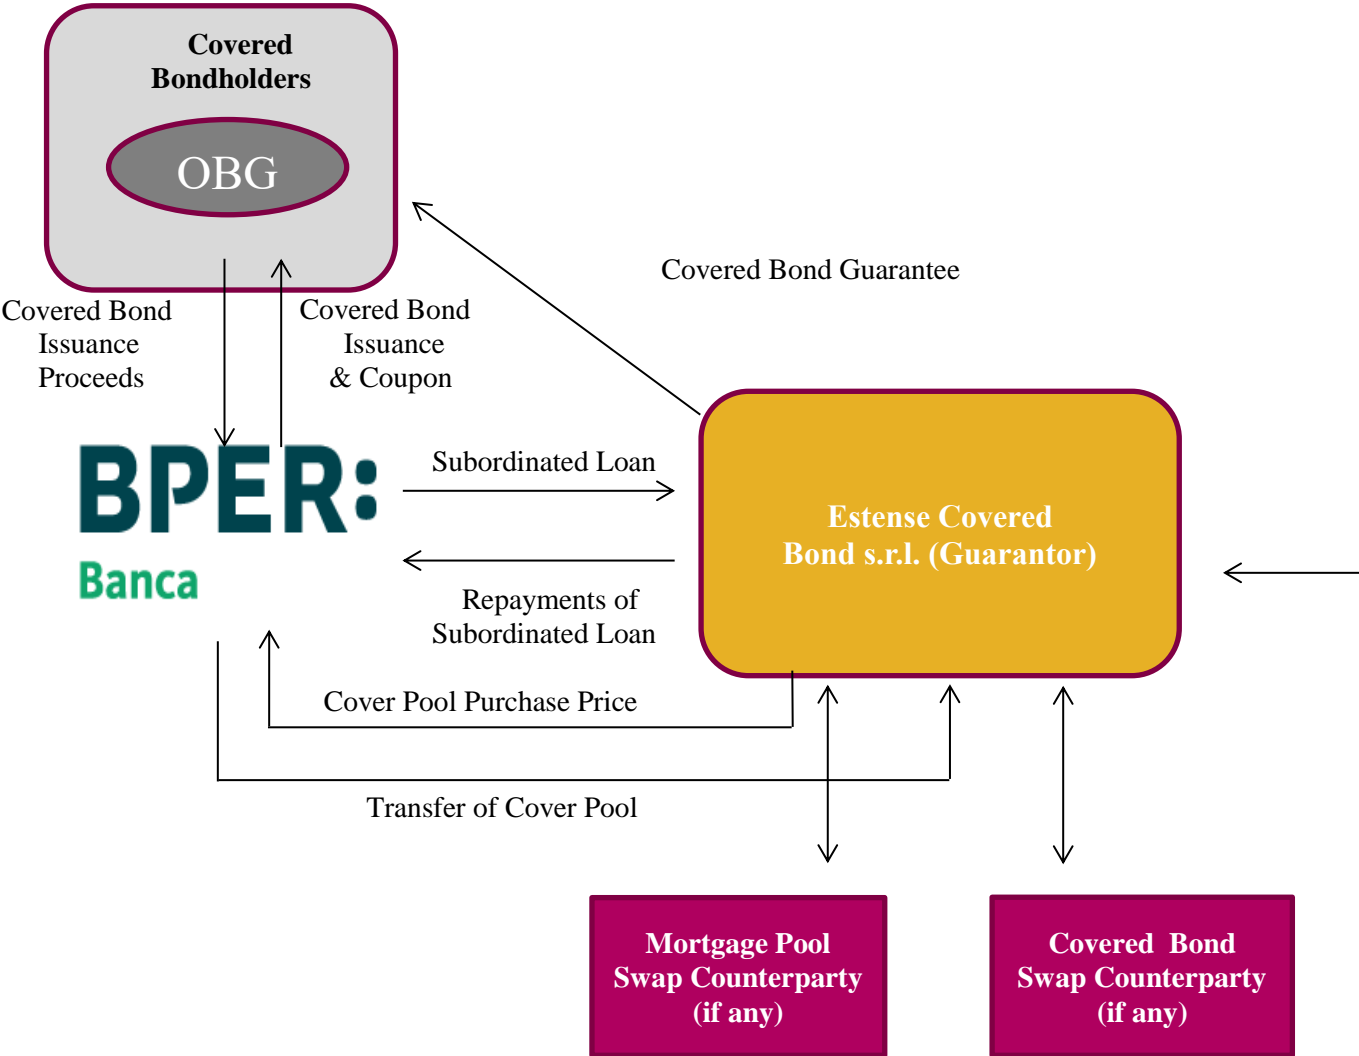 Covered
Bondholders
OBG
Covered Bond Guarantee
Covered Bond
Issuance
Proceeds
Covered Bond
Issuance
& Coupon
BPER:
Banca
Subordinated Loan
Estense Covered
Bond s.r.l. (Guarantor)
Repayments of
Subordinated Loan
Cover Pool Purchase Price
Transfer of Cover Pool
Mortgage Pool
Swap Counterparty
(if any)
Covered Bond
Swap Counterparty
(if any)